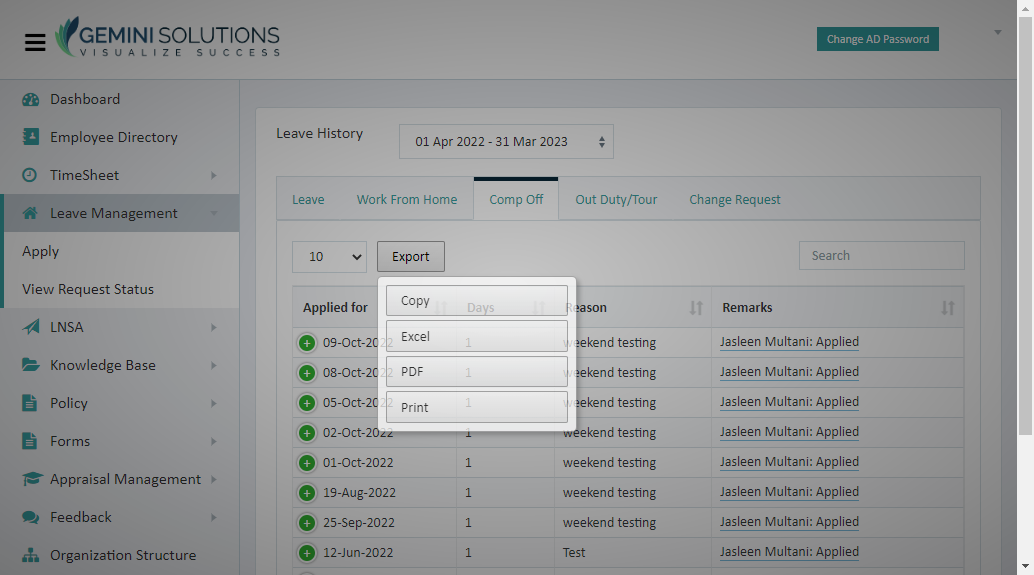 GEMINI SOLUTIONS
VISUALIZE SUCCESS
Change AD Password
Dashboard
Employee Directory
TimeSheet
Leave Management
Apply
View Request Status
LNSA
Knowledge Base
Policy
Forms
Appraisal Management
Feedback
Organization Structure
Leave History
01 Apr 2022 - 31 Mar 2023
Leave Work From Home Comp Off Out Duty/Tour Change Request
10 Export Search
Copy
Excel
PDF
Print
Applied for Days Reason Remarks
09-Oct-2022 1 weekend testing Jasleen Multani: Applied
08-Oct-2022 1 weekend testing Jasleen Multani: Applied
05-Oct-2022 1 weekend testing Jasleen Multani: Applied
02-Oct-2022 1 weekend testing Jasleen Multani: Applied
01-Oct-2022 1 weekend testing Jasleen Multani: Applied
19-Aug-2022 1 weekend testing Jasleen Multani: Applied
25-Sep-2022 1 weekend testing Jasleen Multani: Applied
12-Jun-2022 1 Test Jasleen Multani: Applied